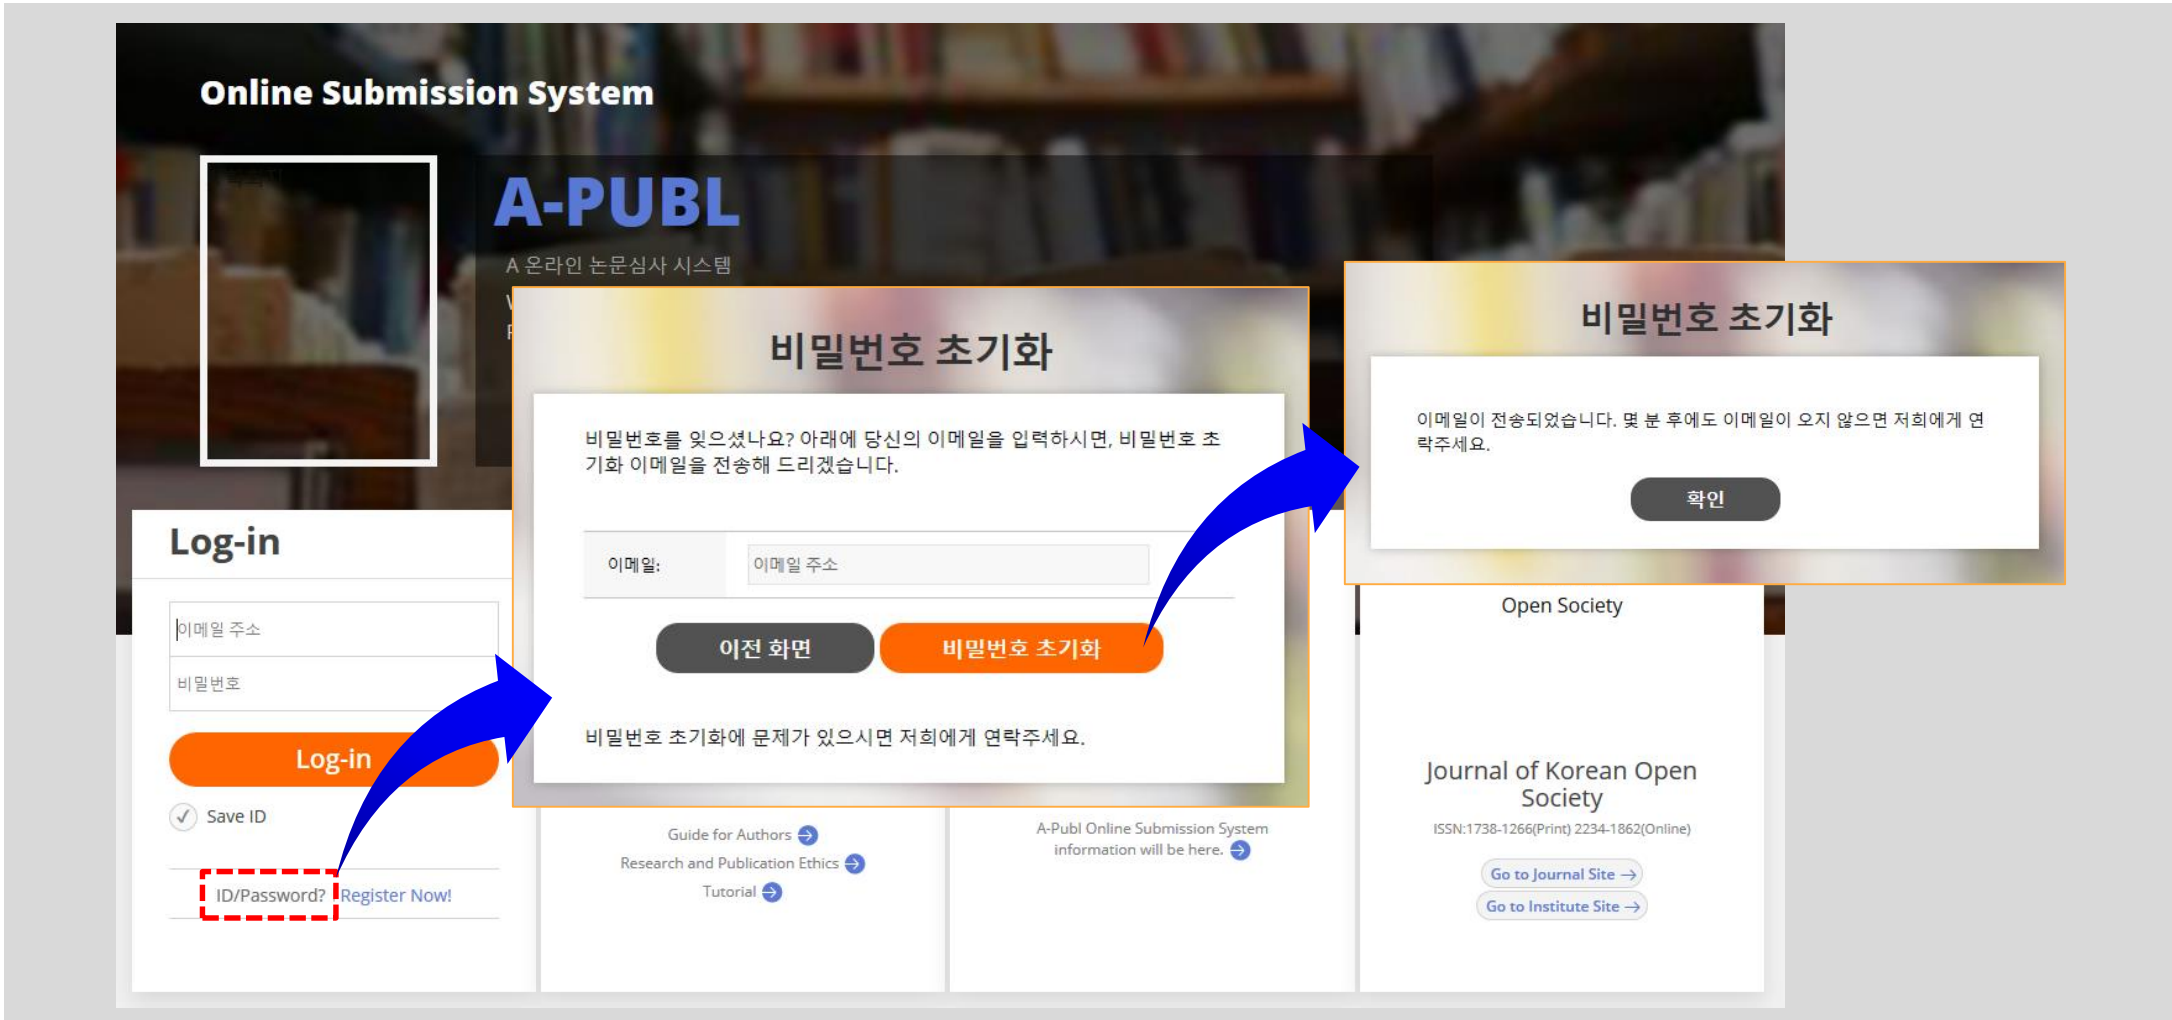 Online Submission System
A-PUBL
A 온라인 논문심사 시스템
Log-in
이메일 주소
비밀번호
Log-in
Save ID
ID/Password? Register Now!
비밀번호 초기화
비밀번호를 잊으셨나요? 아래에 당신의 이메일을 입력하시면, 비밀번호 초
기화 이메일을 전송해 드리겠습니다.
이메일: 이메일 주소
이전 화면 비밀번호 초기화
비밀번호 초기화에 문제가 있으시면 저희에게 연락주세요.
Guide for Authors
Research and Publication Ethics
Tutorial
A-Publ Online Submission System
information will be here.
비밀번호 초기화
이메일이 전송되었습니다. 몇 분 후에도 이메일이 오지 않으면 저희에게 연
락주세요.
확인
Open Society
Journal of Korean Open
Society
ISSN:1738-1266(Print) 2234-1862(Online)
Go to Journal Site
Go to Institute Site